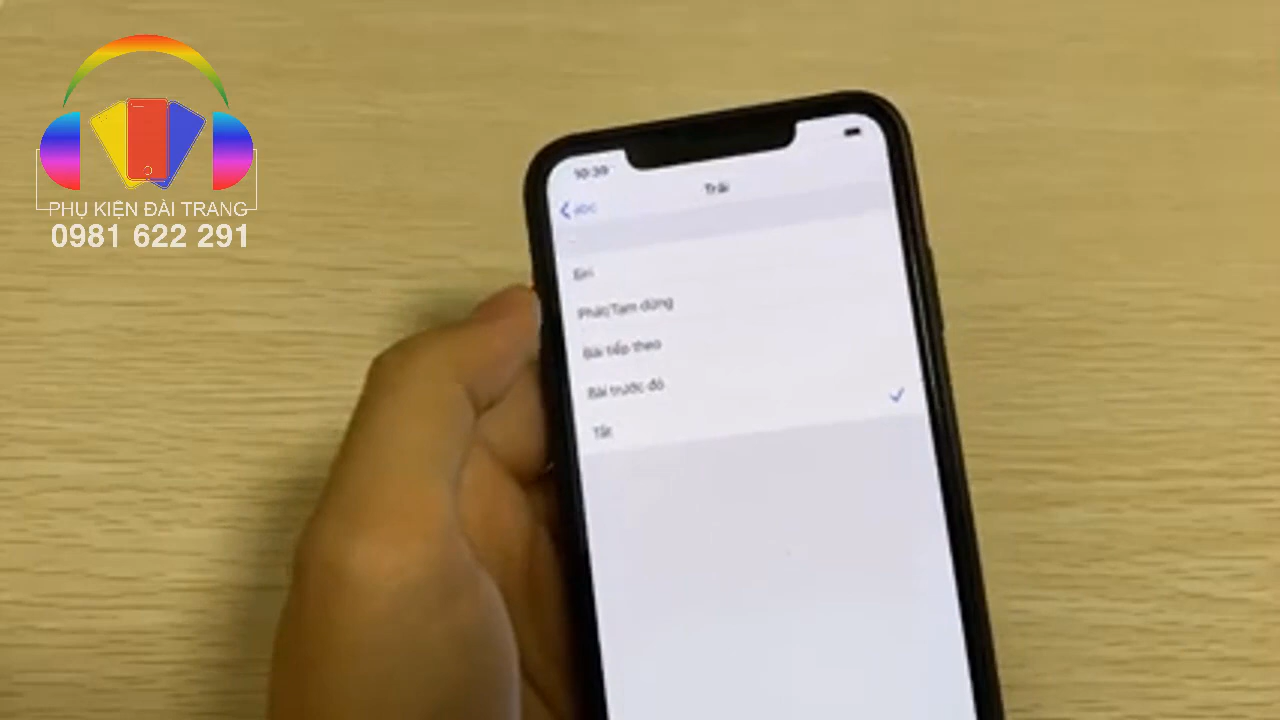 PHỤ KIỆN ĐÀI TRANG
0981 622 291
10:39
Trái
abc
Siri
Phát/Tạm dừng
Bài tiếp theo
Bài trước đó
Tắt